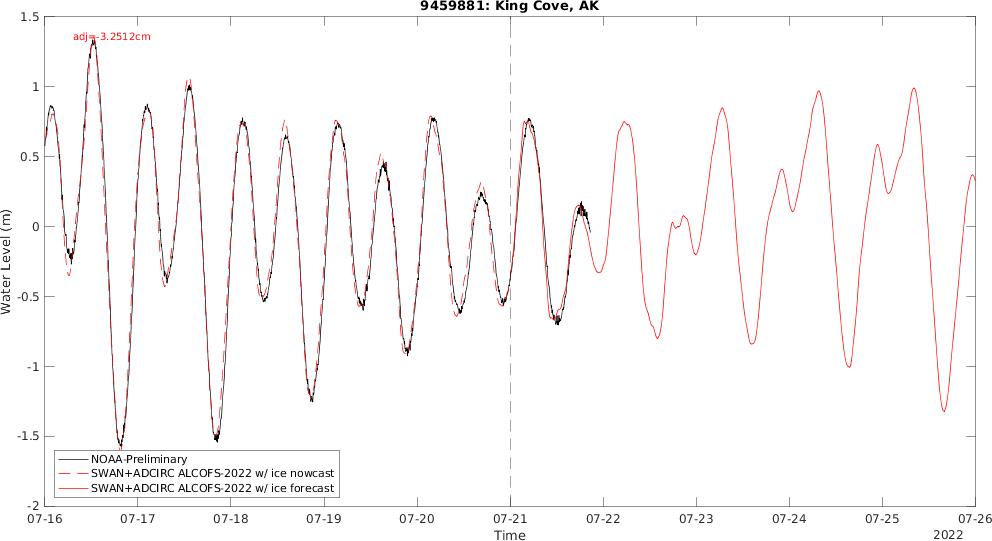 9459881: King Cove, AK
adj=-3.2512cm
1.5
1
0.5
0
-0.5
-1
-1.5
-2
Water Level (m)
NOAA-Preliminary
SWAN+ADCIRC ALCOFS-2022 w/ ice nowcast
SWAN+ADCIRC ALCOFS-2022 w/ ice forecast
07-16 07-17 07-18 07-19 07-20 07-21 07-22 07-23 07-24 07-25 07-26
Time
2022